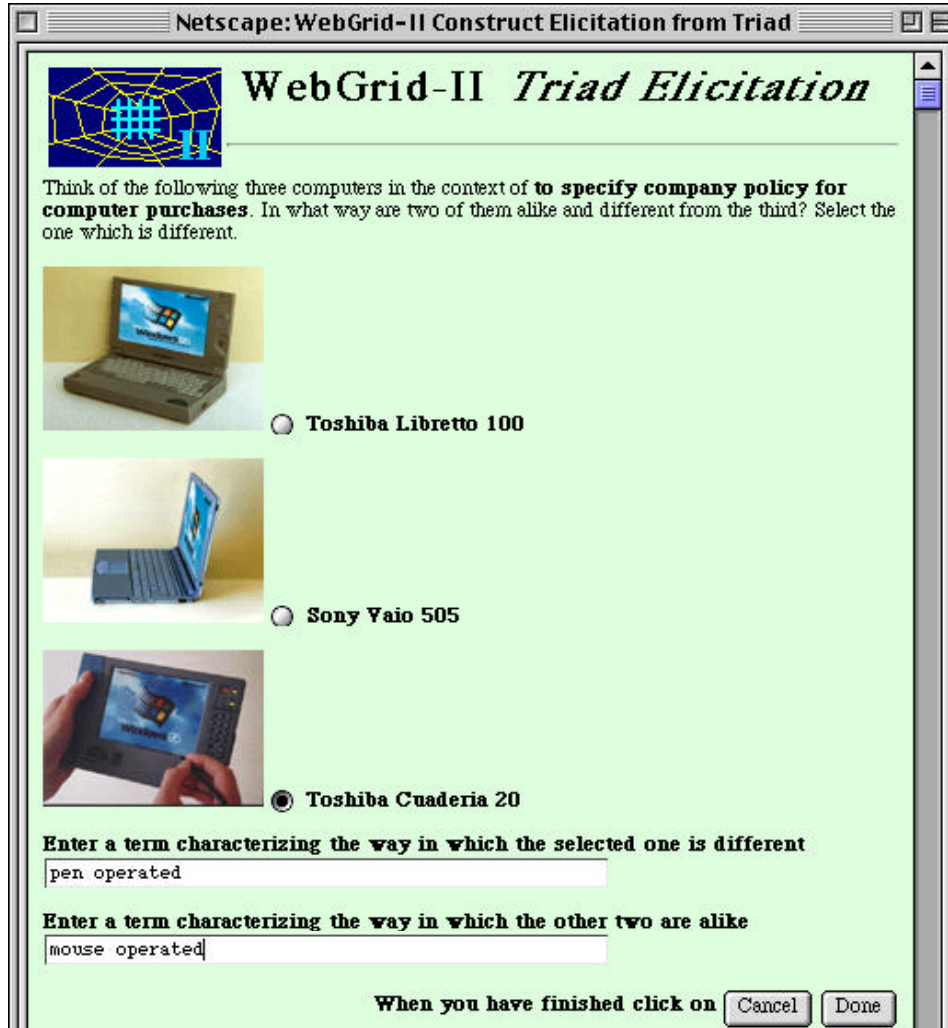 Netscape: WebGrid-II Construct Elicitation from Triad
WebGrid-II Triad Elicitation
II
Think of the following three computers in the context of to specify company policy for
computer purchases. In what way are two of them alike and different from the third? Select the
one which is different.
Windows
Toshiba Libretto 100
Sony Vaio 505
Windows
Toshiba Cuaderia 20
Enter a term characterizing the way in which the selected one is different
pen operated
Enter a term characterizing the way in which the other two are alike
mouse operated
When you have finished click on Cancel Done